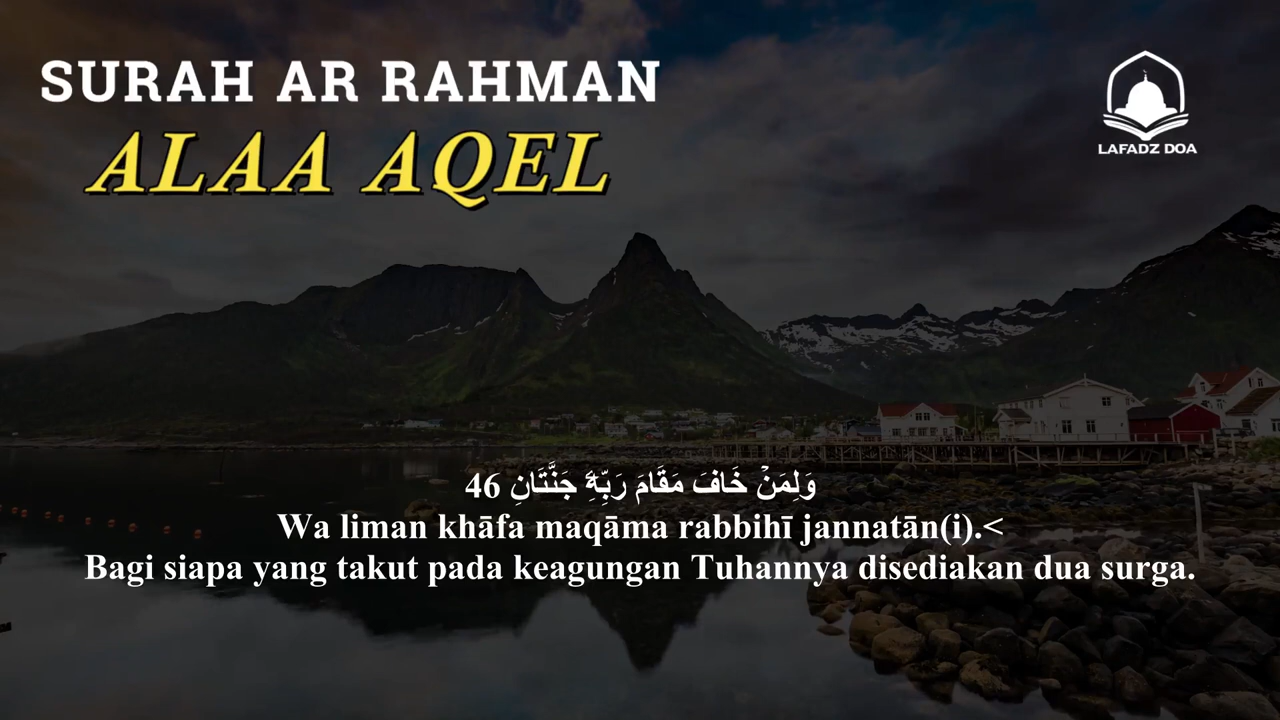 SURAH AR RAHMAN
ALAA AQEL
LAFADZ DOA
وَلِمَنْ خَافَ مَقَامَ رَبِّهٖ جَنَّتَانِ 46
Wa liman khāfa maqāma rabbihī jannatān(i).<
Bagi siapa yang takut pada keagungan Tuhannya disediakan dua surga.